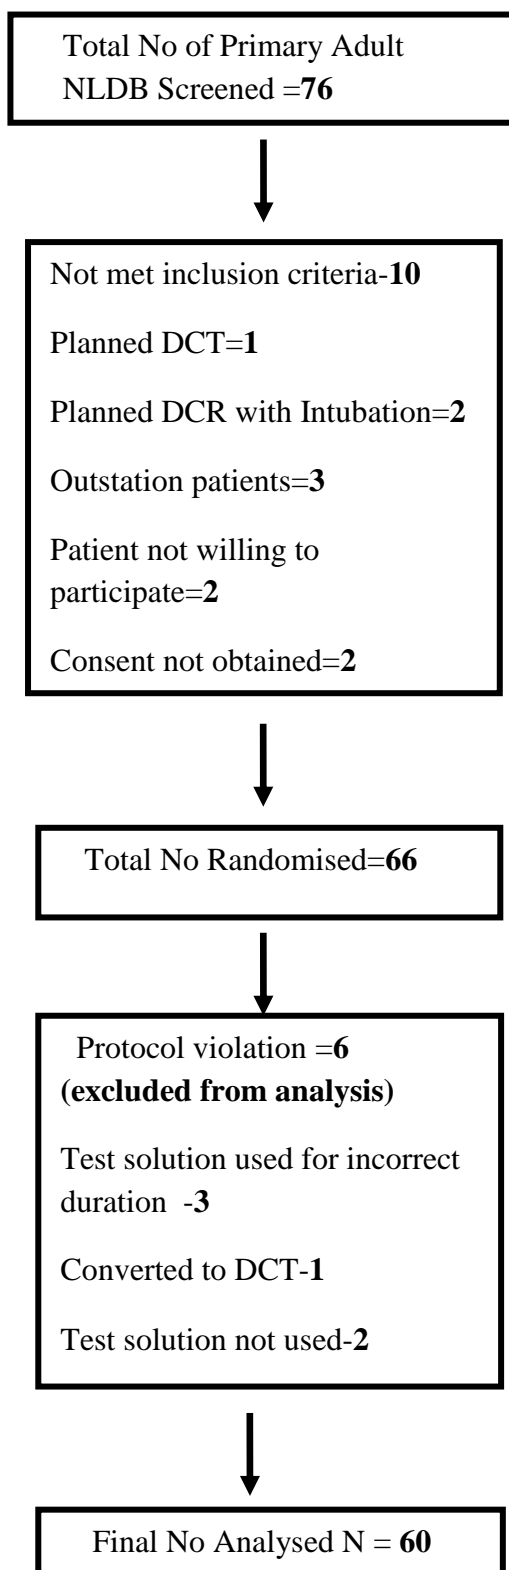 Total No of Primary Adult
NLDB Screened =76
Not met inclusion criteria-10
Planned DCT=1
Planned DCR with Intubation=2
Outstation patients=3
Patient not willing to
participate=2
Consent not obtained=2
Total No Randomised=66
Protocol violation =6
(excluded from analysis)
Test solution used for incorrect
duration -3
Converted to DCT-1
Test solution not used-2
Final No Analysed N = 60